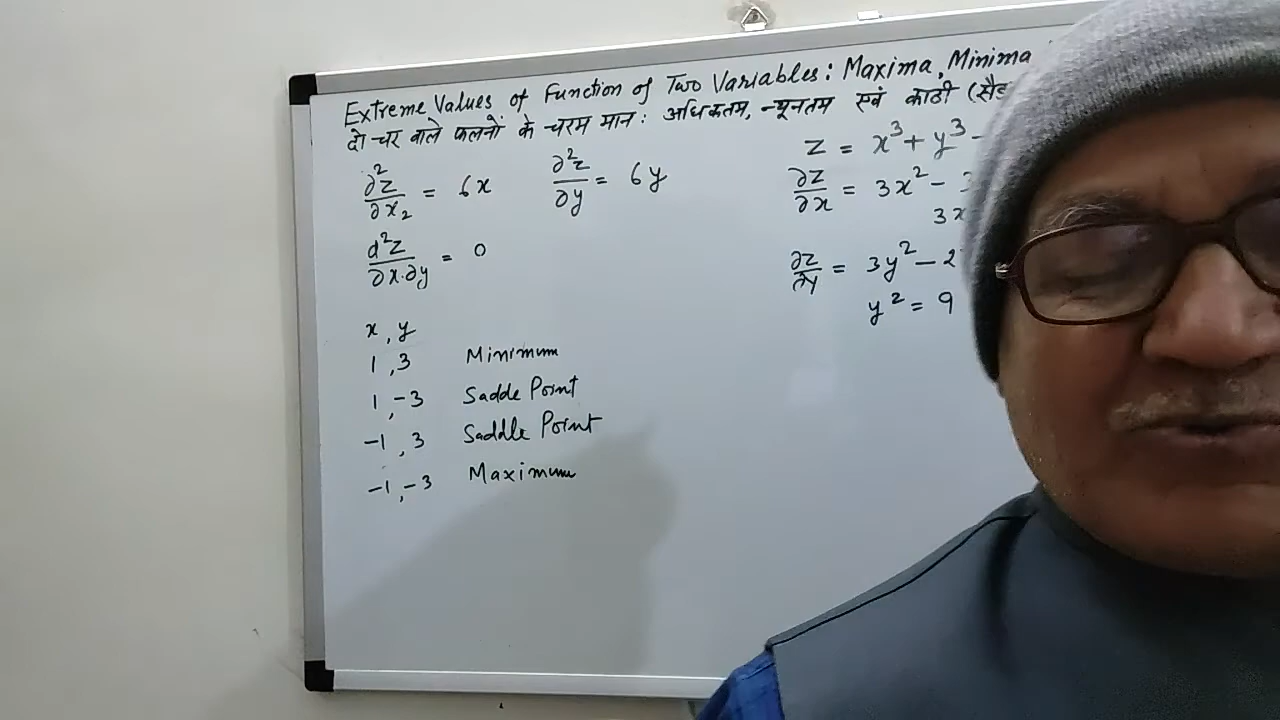 Extreme Values of Function of Two Variables: Maxima, Minima
दो चर वाले फलनों के चरम मान: अधिकतम, न्यूनतम एवं काठी (सैड
∂²z/∂x₂ = 6x ∂²z/∂y = 6y
d²z/∂x.∂y = 0
x, y
1, 3 Minimum
1, -3 Sadde Point
-1, 3 Saddle Point
-1, -3 Maximum
z = x³ + y³ -
∂z/∂x = 3x² -
3x
∂z/∂y = 3y² - 2
y² = 9